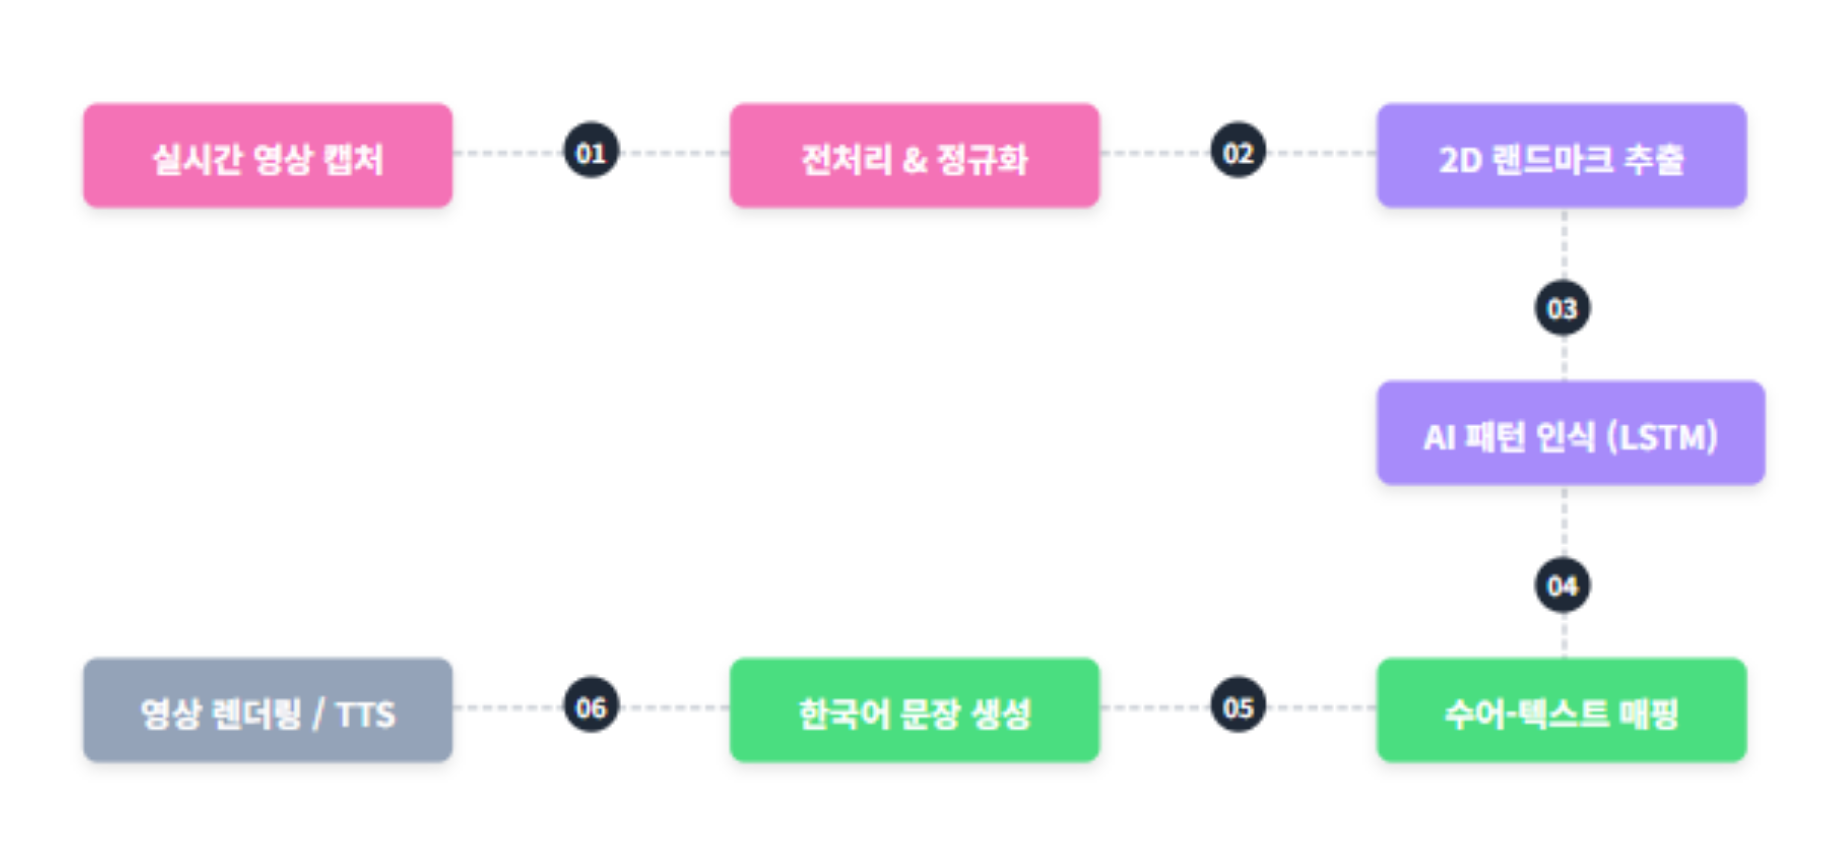 실시간 영상 캡처
01
전처리 & 정규화
02
2D 랜드마크 추출
03
AI 패턴 인식 (LSTM)
04
수어-텍스트 매핑
05
한국어 문장 생성
06
영상 렌더링 / TTS